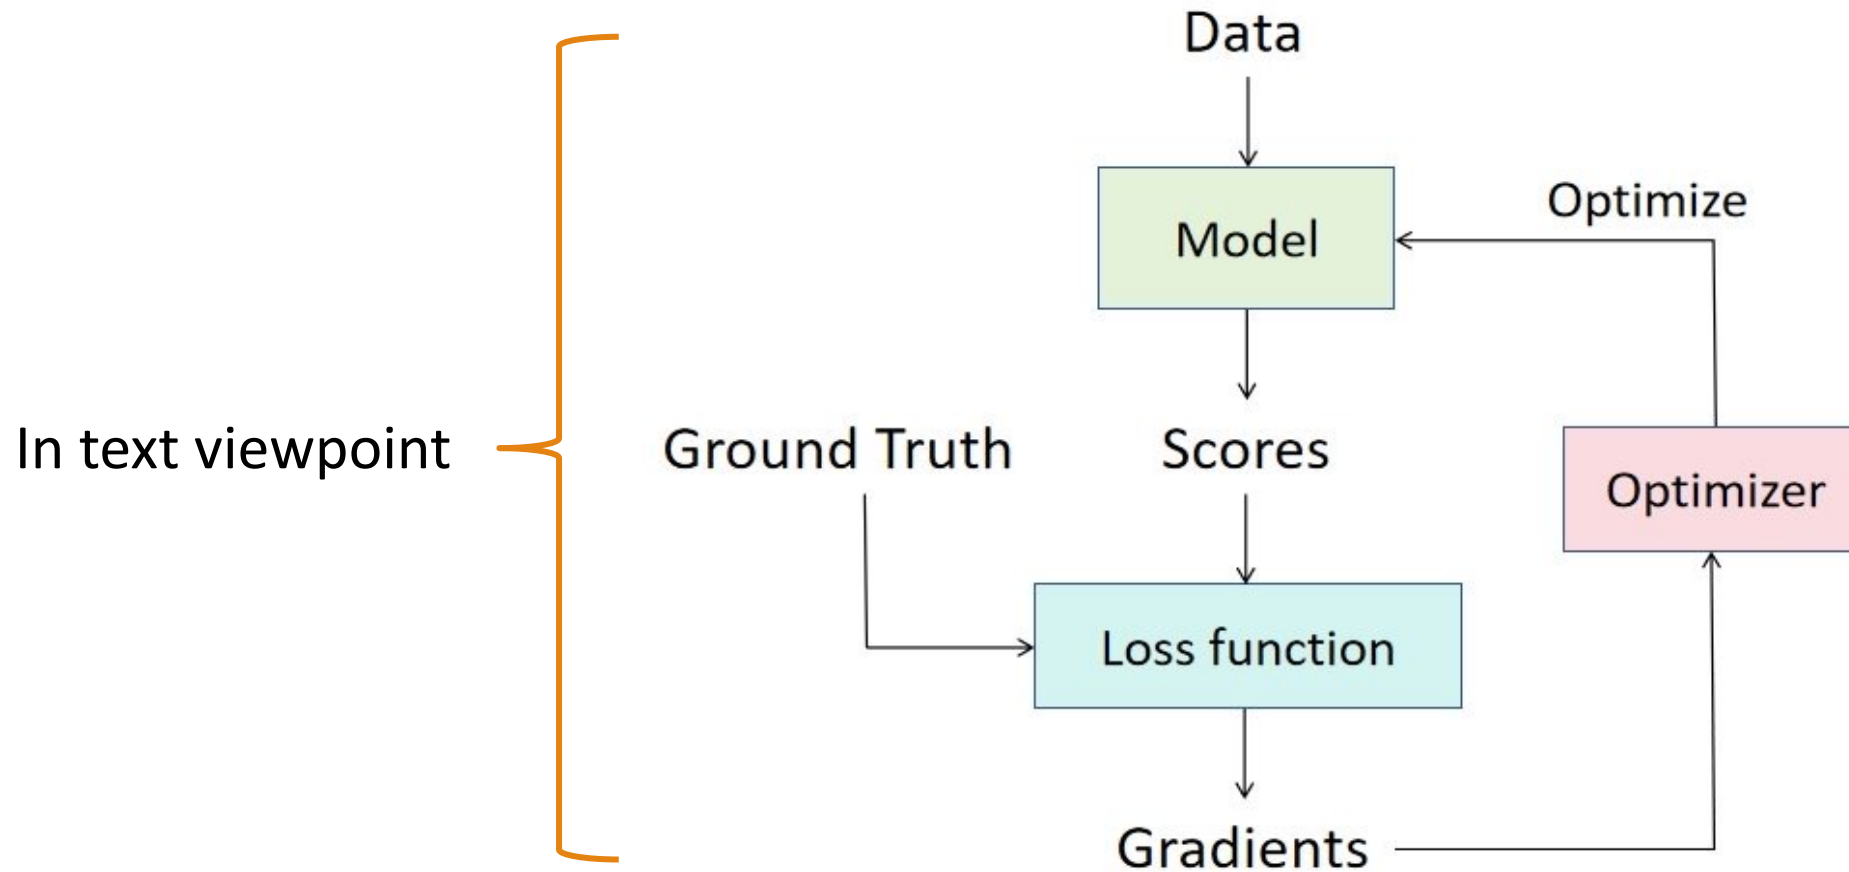 Data
Optimize
Model
In text viewpoint
Ground Truth
Scores
Optimizer
Loss function
Gradients